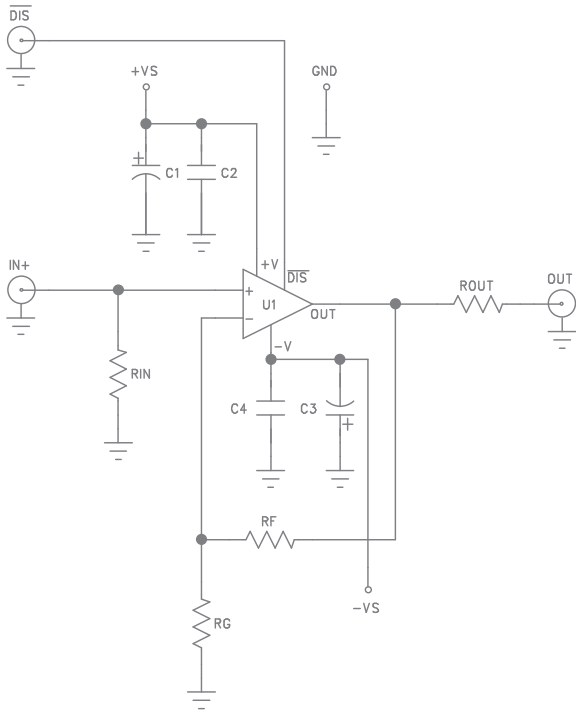 DIS
+VS
GND
+
C1
C2
IN+
+V
DIS
+
U1
−
OUT
ROUT
OUT
−V
RIN
C4
C3
+
RF
−VS
RG